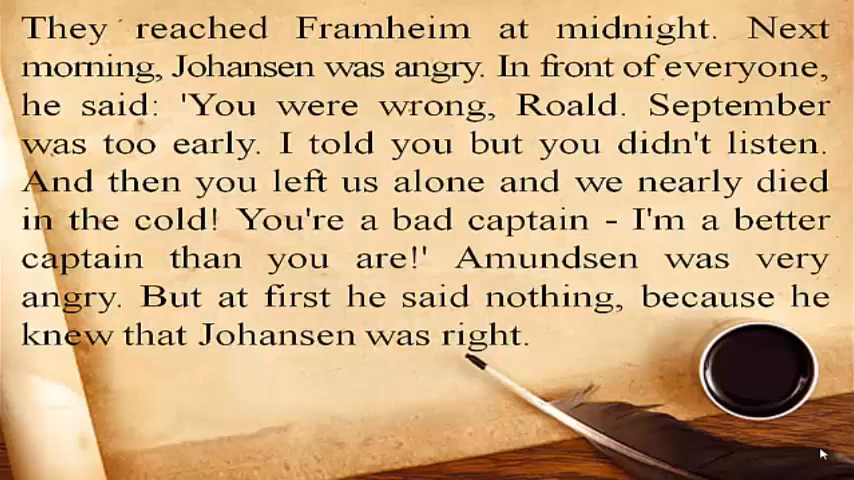 They reached Framheim at midnight. Next
morning, Johansen was angry. In front of everyone,
he said: 'You were wrong, Roald. September
was too early. I told you but you didn't listen.
And then you left us alone and we nearly died
in the cold! You're a bad captain - I'm a better
captain than you are!' Amundsen was very
angry. But at first he said nothing, because he
knew that Johansen was right.